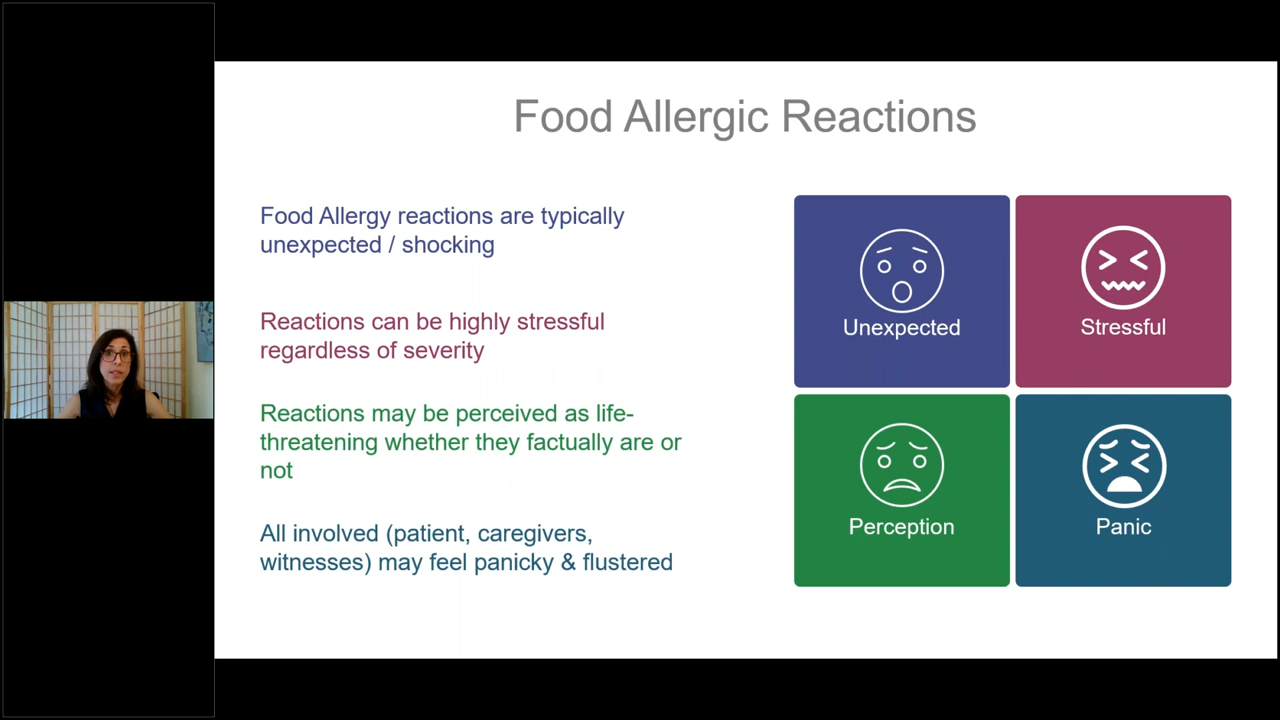 Food Allergic Reactions
Food Allergy reactions are typically
unexpected / shocking
Reactions can be highly stressful
regardless of severity
Reactions may be perceived as life-
threatening whether they factually are or
not
All involved (patient, caregivers,
witnesses) may feel panicky & flustered
Unexpected
Stressful
Perception
Panic